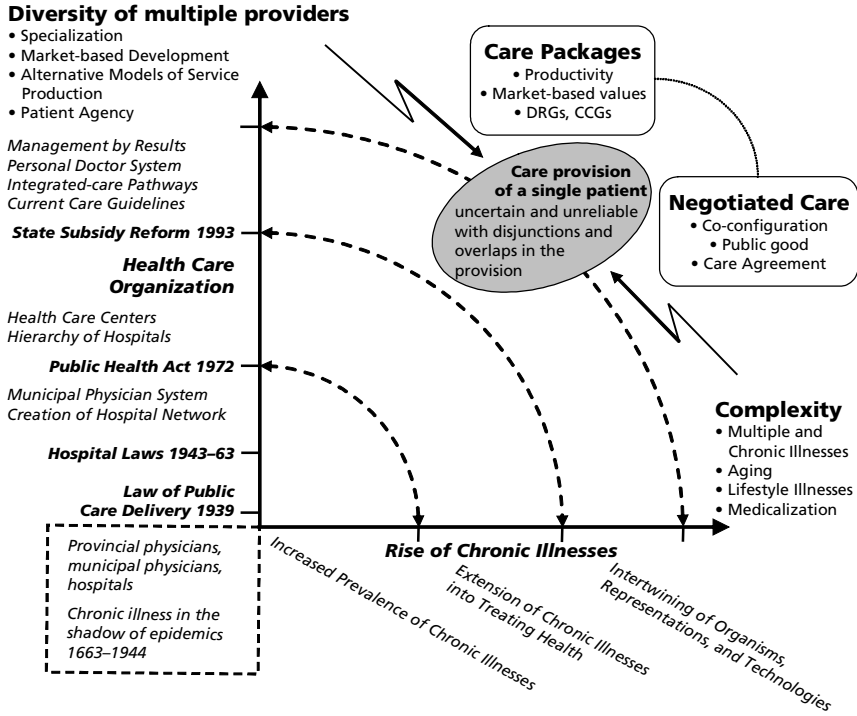 Diversity of multiple providers
• Specialization
• Market-based Development
• Alternative Models of Service
Production
• Patient Agency
Management by Results
Personal Doctor System
Integrated-care Pathways
Current Care Guidelines
State Subsidy Reform 1993
Health Care
Organization
Health Care Centers
Hierarchy of Hospitals
Public Health Act 1972
Municipal Physician System
Creation of Hospital Network
Hospital Laws 1943–63
Law of Public
Care Delivery 1939
Provincial physicians,
municipal physicians,
hospitals
Chronic illness in the
shadow of epidemics
1663–1944
Care Packages
• Productivity
• Market-based values
• DRGs, CCGs
Care provision
of a single patient
uncertain and unreliable
with disjunctions and
overlaps in the
provision
Negotiated Care
• Co-configuration
• Public good
• Care Agreement
Complexity
• Multiple and
Chronic Illnesses
• Aging
• Lifestyle Illnesses
• Medicalization
Rise of Chronic Illnesses
Increased Prevalence of Chronic Illnesses
Extension of Chronic Illnesses
into Treating Health
Intertwining of Organisms,
Representations, and Technologies